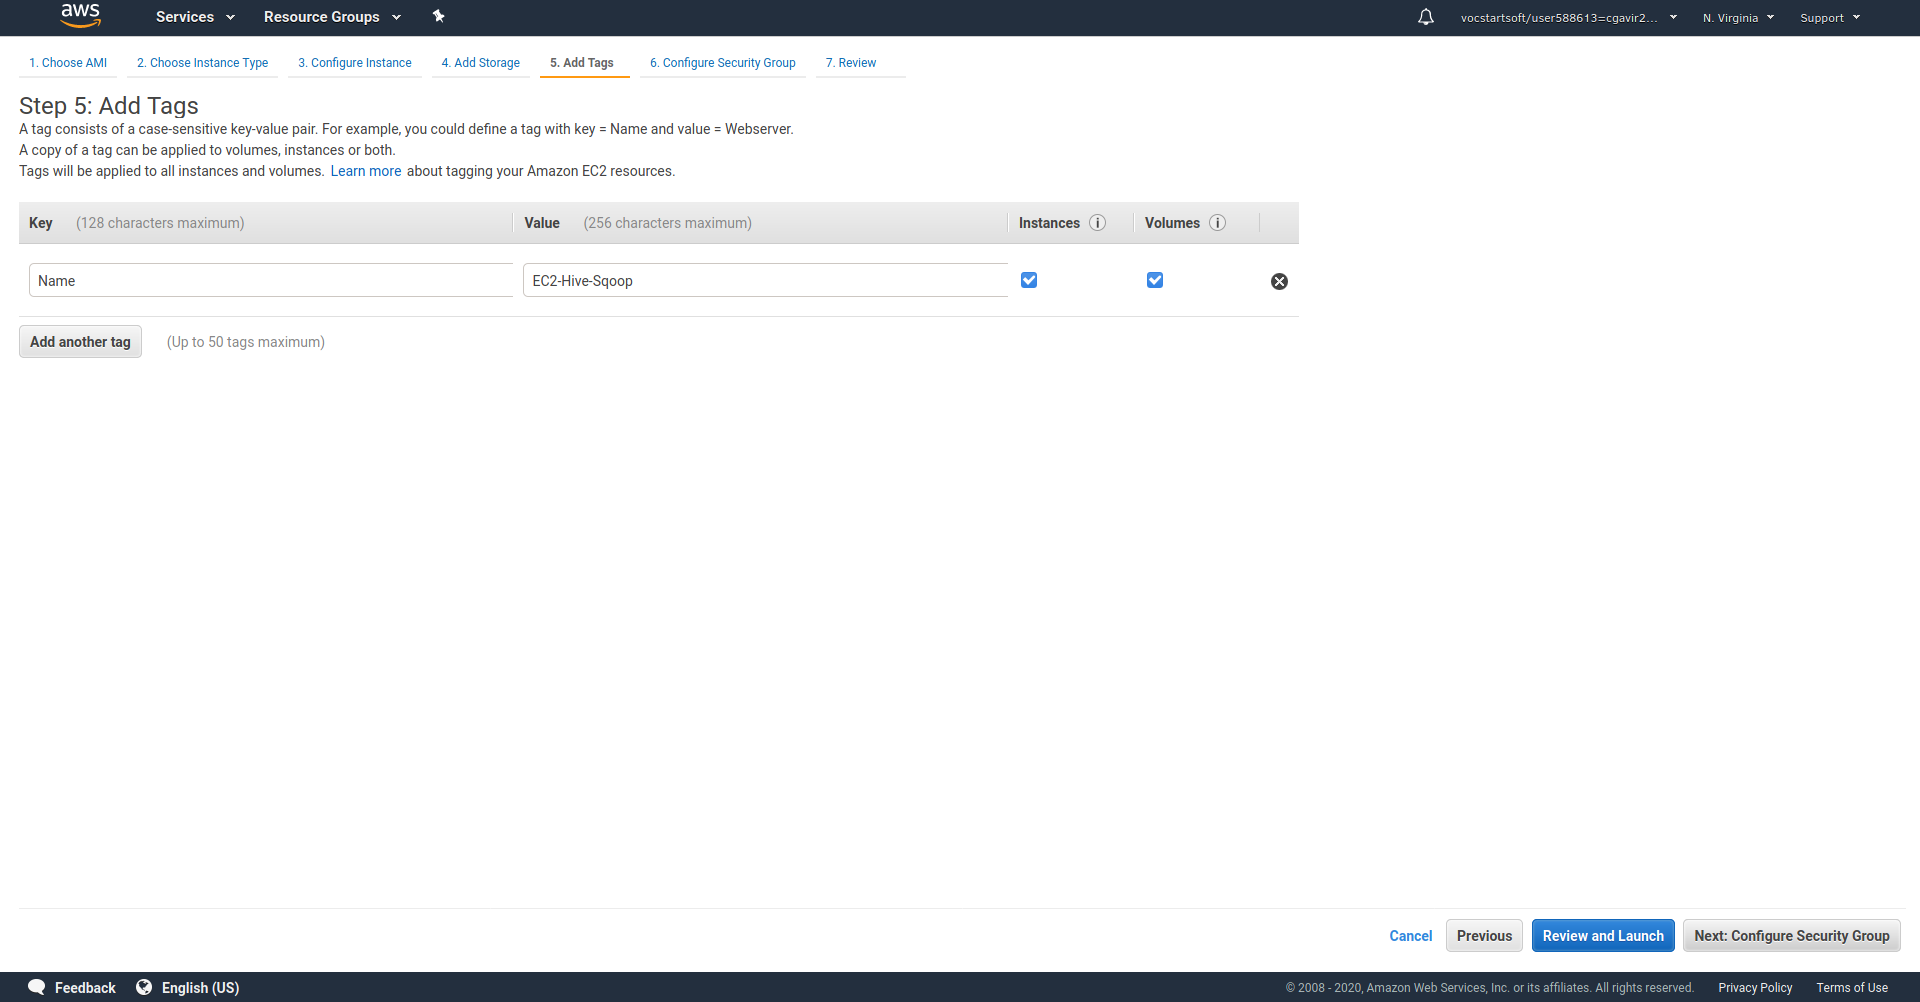 aws Services Resource Groups vocstartsoft/user588613=cgavir2... N. Virginia Support
1. Choose AMI 2. Choose Instance Type 3. Configure Instance 4. Add Storage 5. Add Tags 6. Configure Security Group 7. Review
Step 5: Add Tags
A tag consists of a case-sensitive key-value pair. For example, you could define a tag with key = Name and value = Webserver.
A copy of a tag can be applied to volumes, instances or both.
Tags will be applied to all instances and volumes. Learn more about tagging your Amazon EC2 resources.
Key (128 characters maximum) Value (256 characters maximum) Instances i Volumes i
Name EC2-Hive-Sqoop
Add another tag (Up to 50 tags maximum)
Cancel Previous Review and Launch Next: Configure Security Group
Feedback English (US) © 2008 - 2020, Amazon Web Services, Inc. or its affiliates. All rights reserved. Privacy Policy Terms of Use